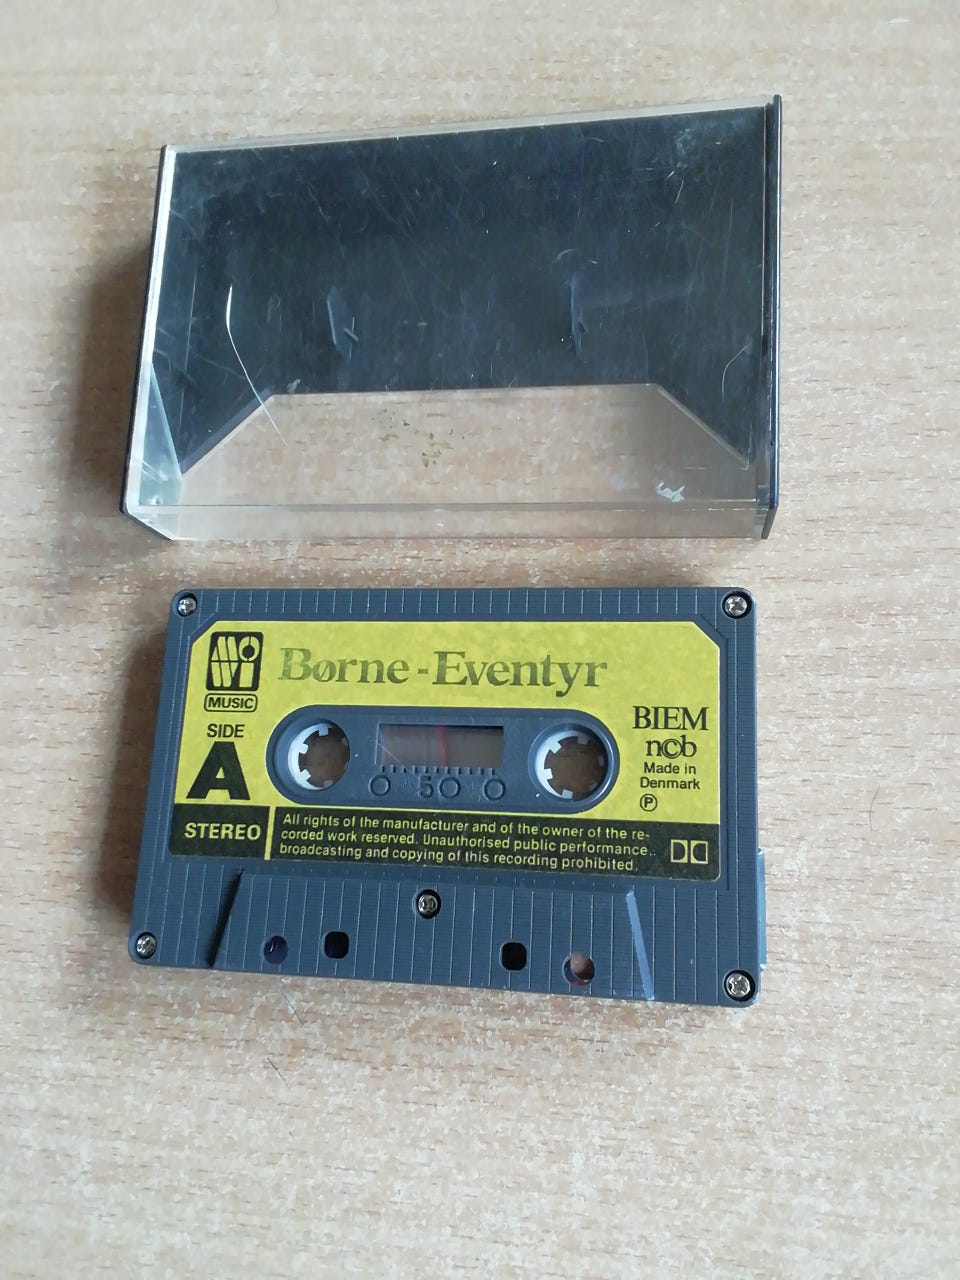 MOWI
MUSIC
Børne-Eventyr
SIDE
A
BIEM
n©b
Made in
Denmark
℗
50
STEREO
All rights of the manufacturer and of the owner of the re-
corded work reserved. Unauthorised public performance..
broadcasting and copying of this recording prohibited.